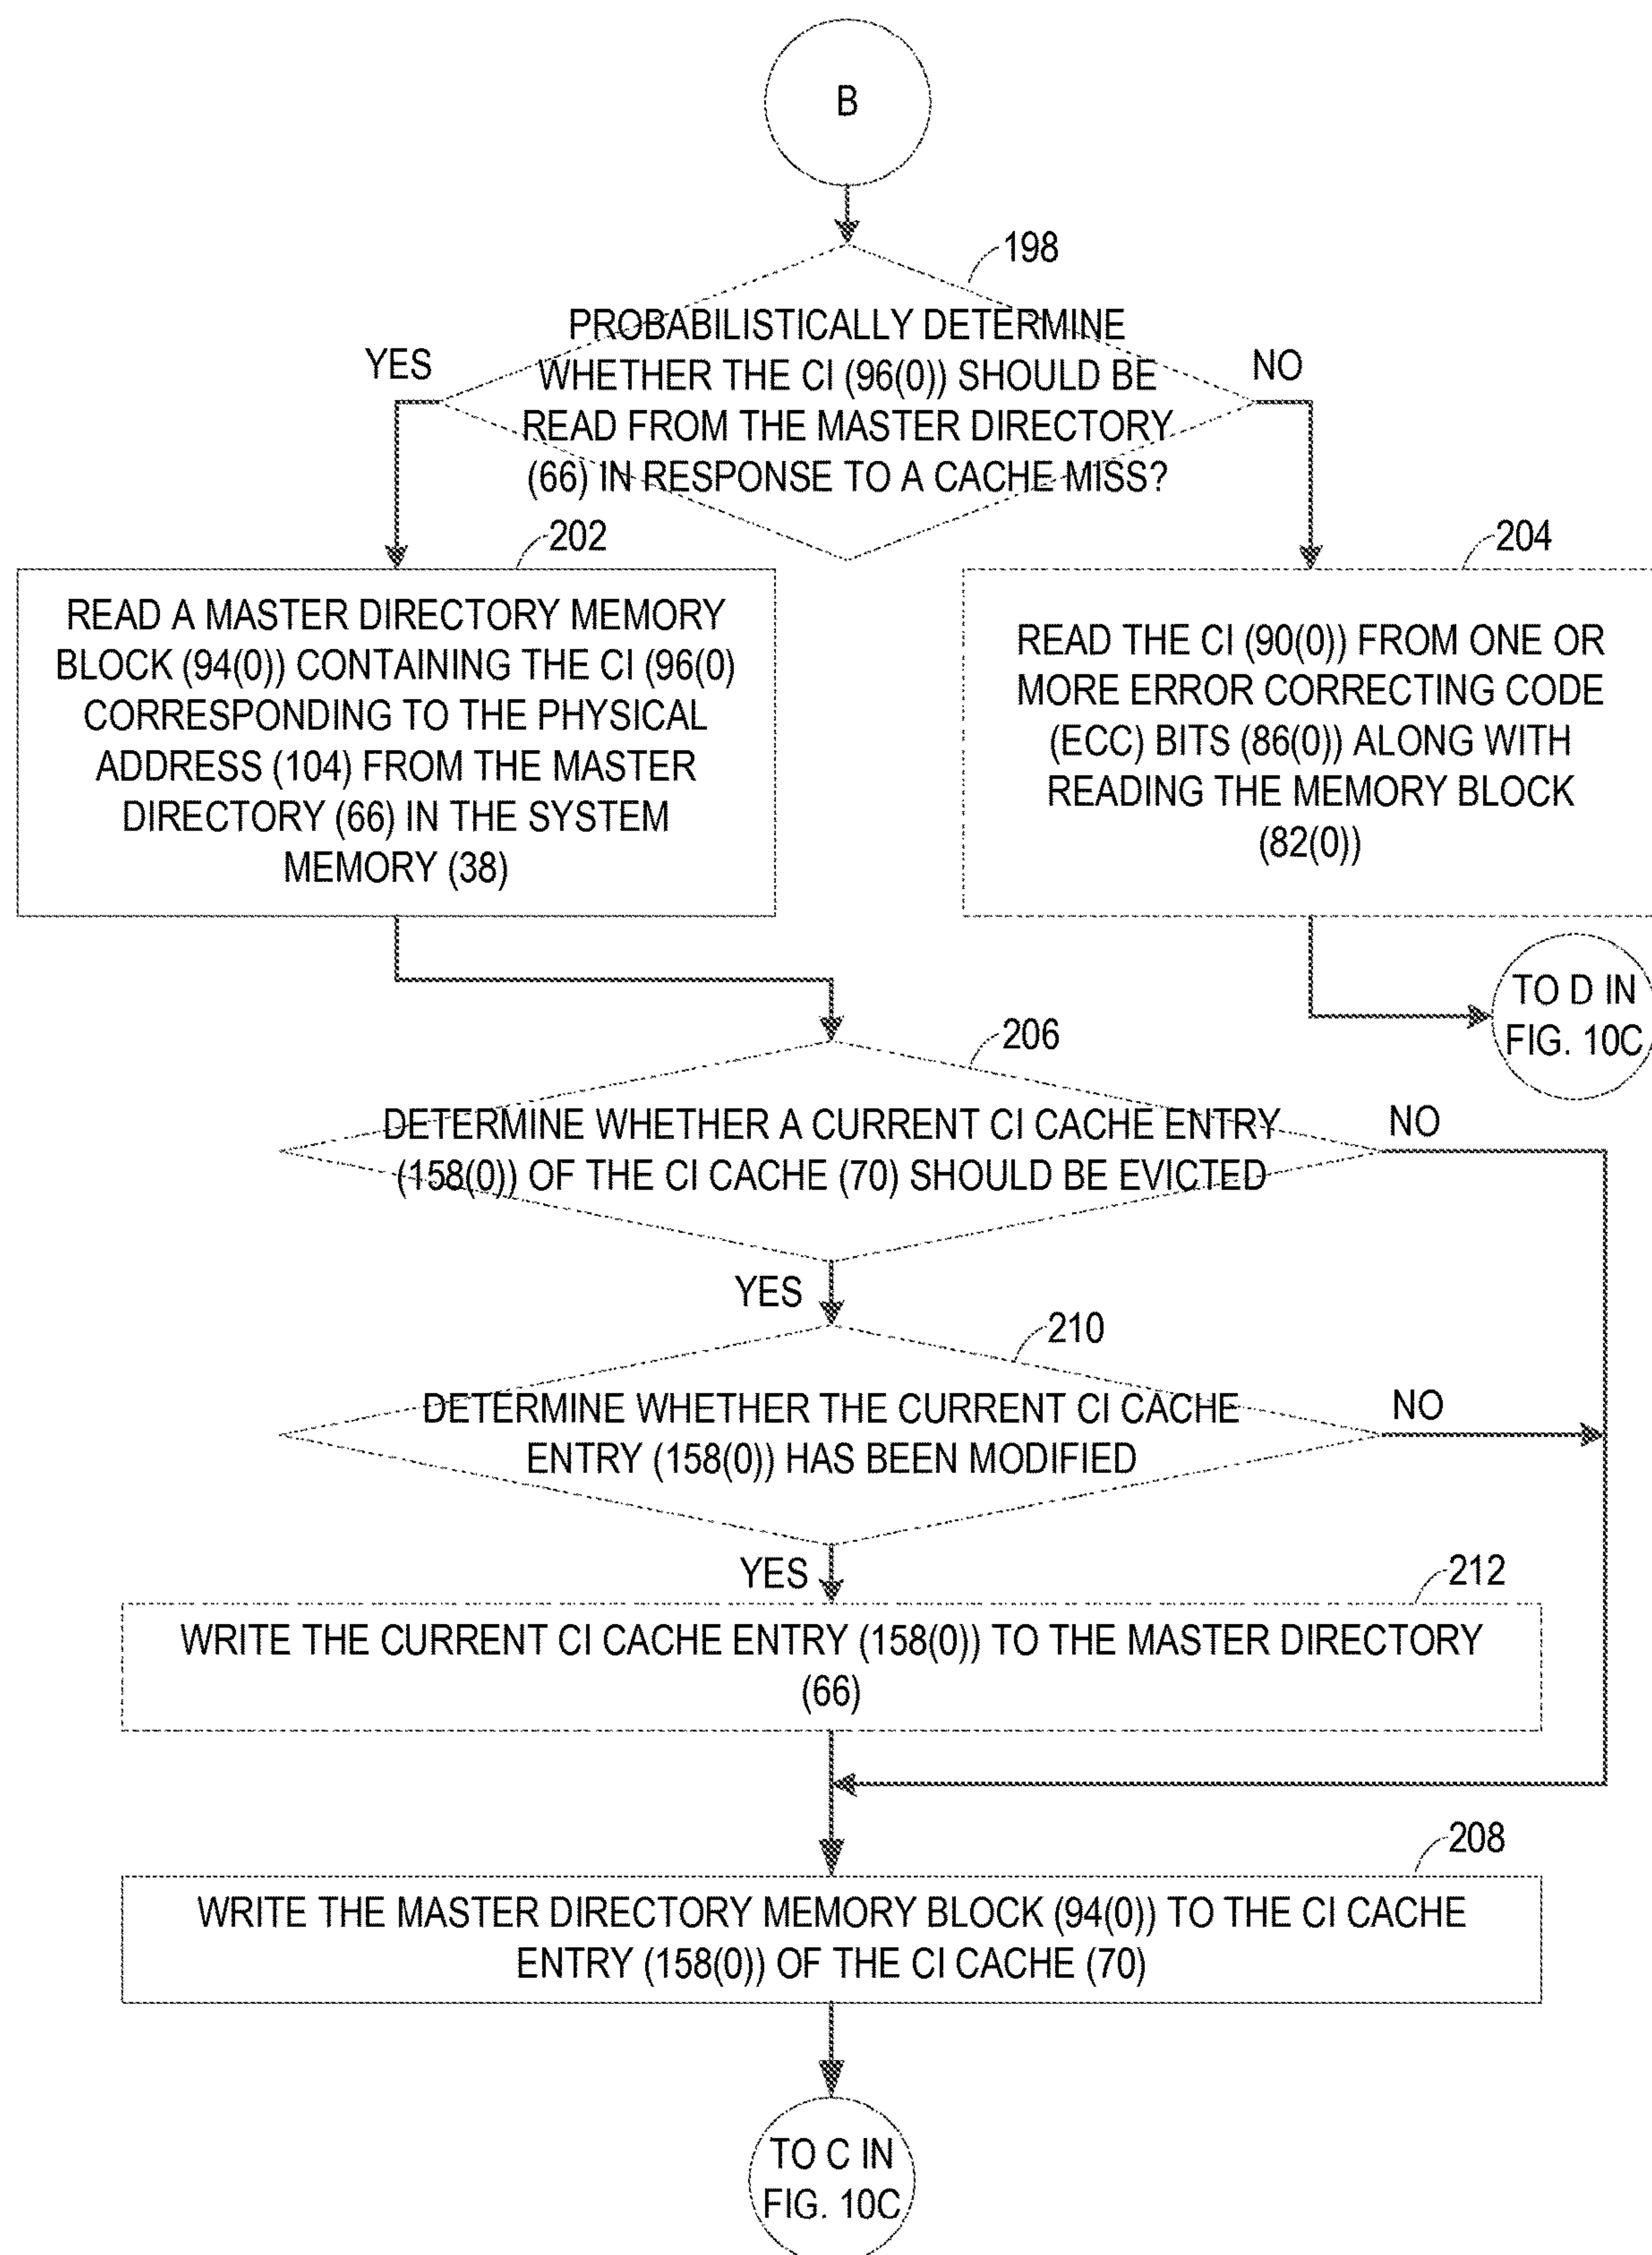 B
198
PROBABILISTICALLY DETERMINE
WHETHER THE CI (96(0)) SHOULD BE
READ FROM THE MASTER DIRECTORY
(66) IN RESPONSE TO A CACHE MISS?
YES
NO
202
READ A MASTER DIRECTORY MEMORY
BLOCK (94(0)) CONTAINING THE CI (96(0)
CORRESPONDING TO THE PHYSICAL
ADDRESS (104) FROM THE MASTER
DIRECTORY (66) IN THE SYSTEM
MEMORY (38)
204
READ THE CI (90(0)) FROM ONE OR
MORE ERROR CORRECTING CODE
(ECC) BITS (86(0)) ALONG WITH
READING THE MEMORY BLOCK
(82(0))
TO D IN
FIG. 10C
206
DETERMINE WHETHER A CURRENT CI CACHE ENTRY
(158(0)) OF THE CI CACHE (70) SHOULD BE EVICTED
NO
YES
210
DETERMINE WHETHER THE CURRENT CI CACHE
ENTRY (158(0)) HAS BEEN MODIFIED
NO
YES
212
WRITE THE CURRENT CI CACHE ENTRY (158(0)) TO THE MASTER DIRECTORY
(66)
208
WRITE THE MASTER DIRECTORY MEMORY BLOCK (94(0)) TO THE CI CACHE
ENTRY (158(0)) OF THE CI CACHE (70)
TO C IN
FIG. 10C